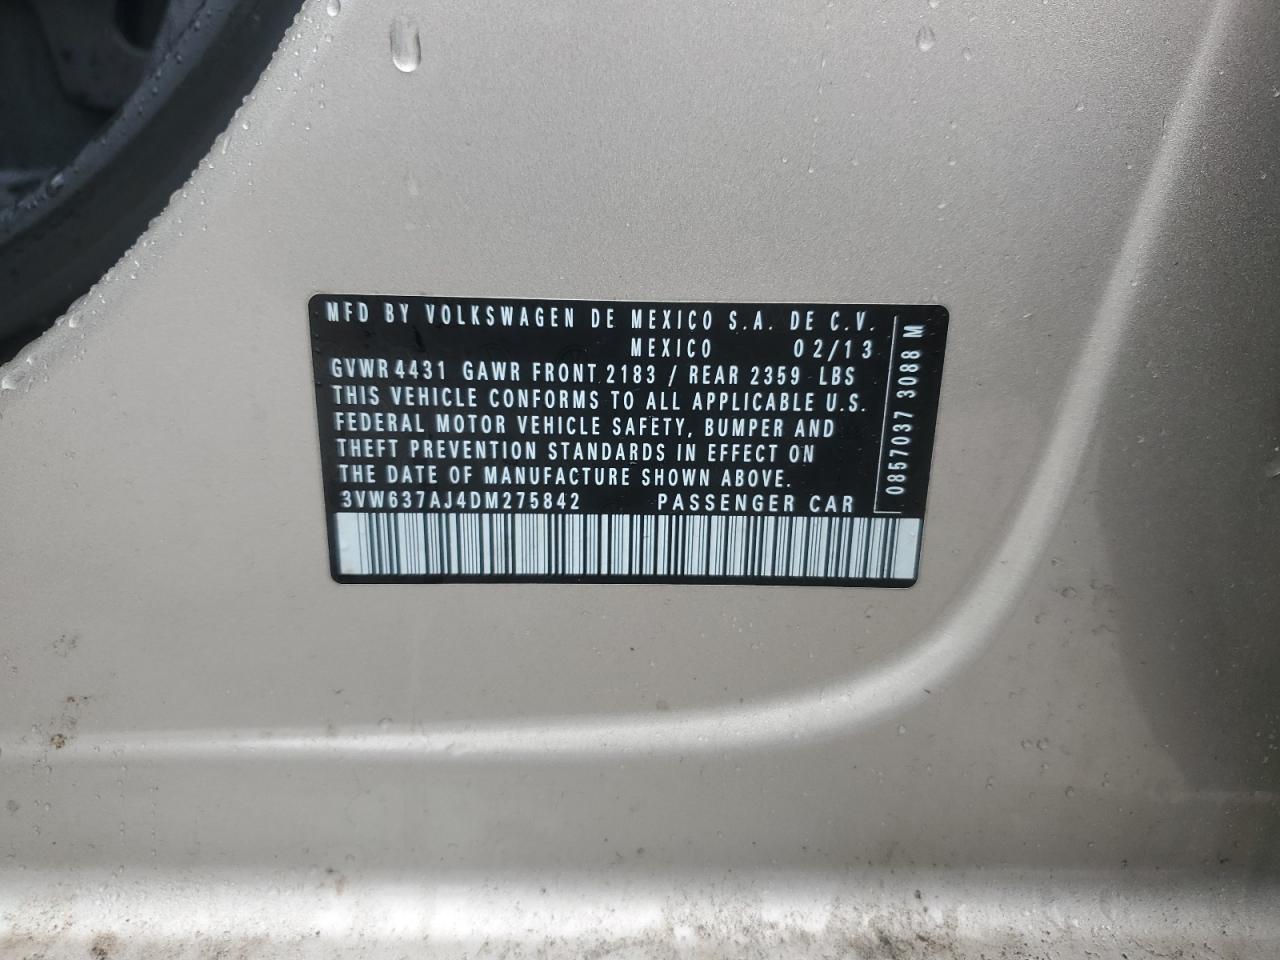 MFD BY VOLKSWAGEN DE MEXICO S.A. DE C.V.
MEXICO 02/13
GVWR 4431 GAWR FRONT 2183 / REAR 2359 LBS
THIS VEHICLE CONFORMS TO ALL APPLICABLE U.S.
FEDERAL MOTOR VEHICLE SAFETY, BUMPER AND
THEFT PREVENTION STANDARDS IN EFFECT ON
THE DATE OF MANUFACTURE SHOWN ABOVE.
3VW637AJ4DM275842 PASSENGER CAR
0857037 3088 M